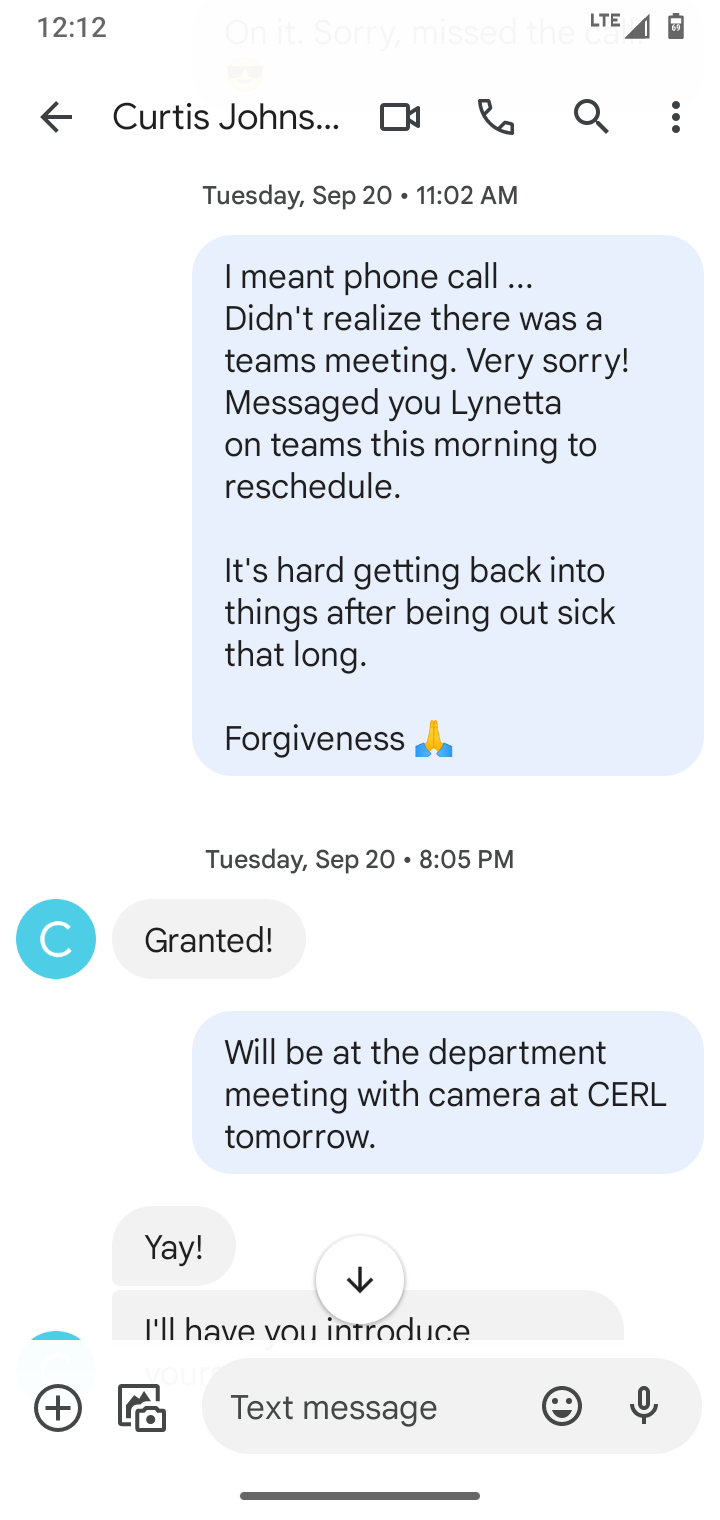 12:12
On it. Sorry, missed the call.
LTE
69
Curtis Johns...
Tuesday, Sep 20 • 11:02 AM
I meant phone call ...
Didn't realize there was a
teams meeting. Very sorry!
Messaged you Lynetta
on teams this morning to
reschedule.
It's hard getting back into
things after being out sick
that long.
Forgiveness 🙏
Tuesday, Sep 20 • 8:05 PM
C
Granted!
Will be at the department
meeting with camera at CERL
tomorrow.
Yay!
I'll have you introduce
Text message